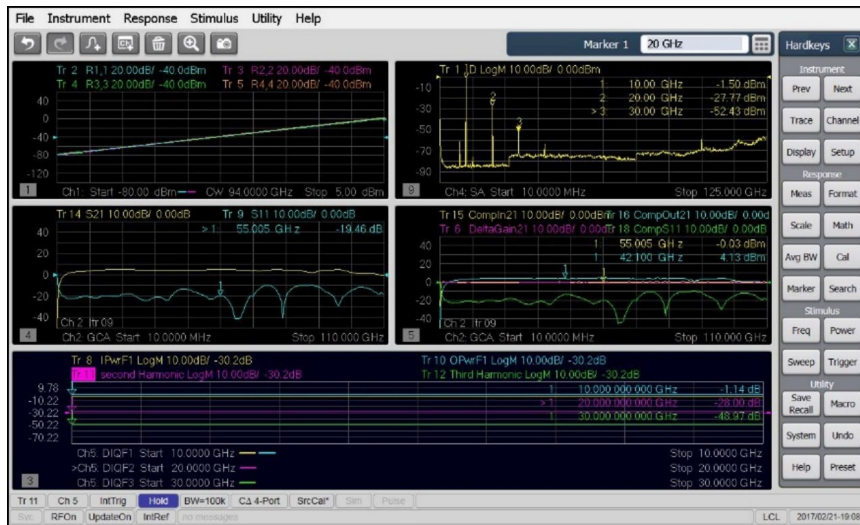 File Instrument Response Stimulus Utility Help
Marker 1 20 GHz
Hardkeys X
Tr 2 R1,1 20.00dB/ -40.0dBm Tr 3 R2,2 20.00dB/ -40.0dBm
Tr 4 R3,3 20.00dB/ -40.0dBm Tr 5 R4,4 20.00dB/ -40.00dBm
40
0
-40
-80
-120
1 Ch1: Start -80.00 dBm CW 94.0000 GHz Stop 5.00 dBm
Tr 1 ID LogM 10.00dB/ 0.00dBm
10.00 GHz -1.50 dBm
2: 20.00 GHz -27.77 dBm
> 3: 30.00 GHz -52.43 dBm
-10
-30
-50
-70
-90
2
3
9 Ch4: SA Start 10.0000 MHz Stop 125.000 GHz
Tr 14 S21 10.00dB/ 0.00dB Tr 9 S11 10.00dB/ 0.00dB
> 1: 55.005 GHz -19.46 dB
40
20
0
-20
-40
Ch 2 Itr 09
4 Ch2: GCA Start 10.0000 MHz Stop 110.000 GHz
Tr 15 CompIn21 10.00dB/ 0.00dBm Tr 16 CompOut21 10.00dB/ 0.00d
Tr 6 DeltaGain21 10.00dB/ 0.00dB Tr 18 CompS11 10.00dB/ 0.00dB
1: 55.005 GHz -0.03 dBm
1: 42.100 GHz 4.13 dBm
40
20
0
-20
-40
Ch 2 Itr 09
5 Ch2: GCA Start 10.0000 MHz Stop 110.000 GHz
Tr 8 IPwrF1 LogM 10.00dB/ -30.2dB Tr 10 OPwrF1 LogM 10.00dB/ -30.2dB
Tr 11 second Harmonic LogM 10.00dB/ -30.2dB Tr 12 Third Harmonic LogM 10.00dB/ -30.2dB
9.78
-10.22
-30.22
-50.22
-70.22
1: 10.000 000 000 GHz -1.14 dB
> 1: 20.000 000 000 GHz -28.00 dB
1: 30.000 000 000 GHz -48.97 dB
Ch5: DIQF1 Start 10.0000 GHz Stop 10.0000 GHz
>Ch5: DIQF2 Start 20.0000 GHz Stop 20.0000 GHz
3 Ch5: DIQF3 Start 30.0000 GHz Stop 30.0000 GHz
Instrument
Prev Next
Trace Channel
Display Setup
Response
Meas Format
Scale Math
Avg BW Cal
Marker Search
Stimulus
Freq Power
Sweep Trigger
Utility
Save Recall Macro
System Undo
Help Preset
Tr 11 Ch 5 IntTrig Hold BW=100k CΔ 4-Port SrcCal* Sim Pulse
Svc RFOn UpdateOn IntRef no messages LCL 2017/02/21-19:08